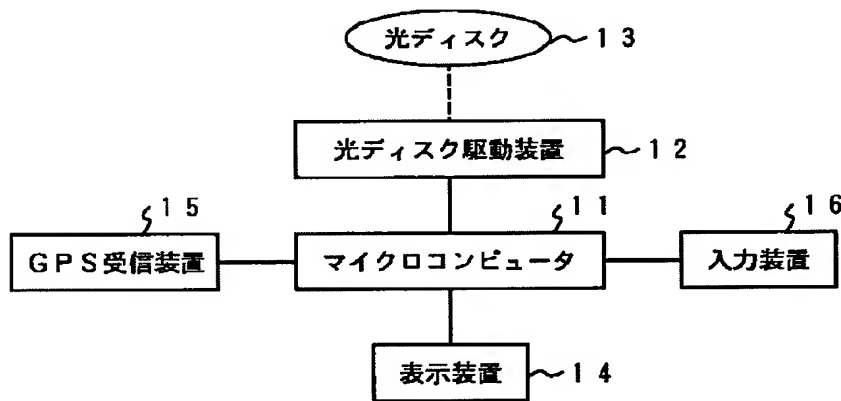 光ディスク 13
光ディスク駆動装置 12
15 11 16
GPS受信装置 マイクロコンピュータ 入力装置
表示装置 14